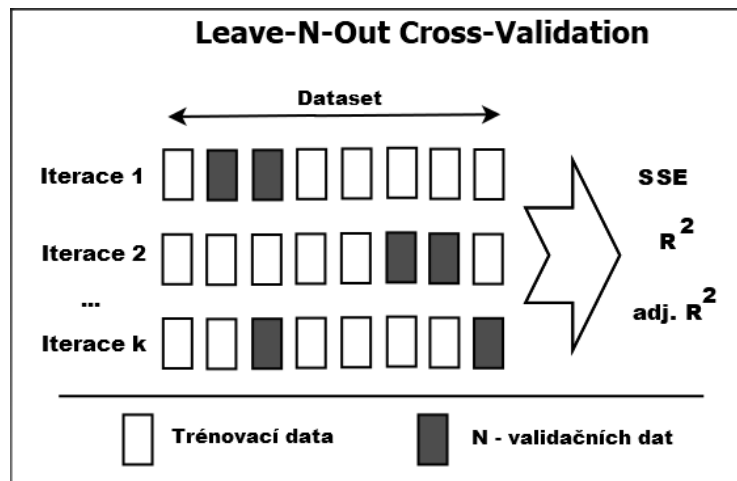 Leave-N-Out Cross-Validation
Dataset
Iterace 1
SSE
Iterace 2
R²
...
adj. R²
Iterace k
Trénovací data
N - validačních dat